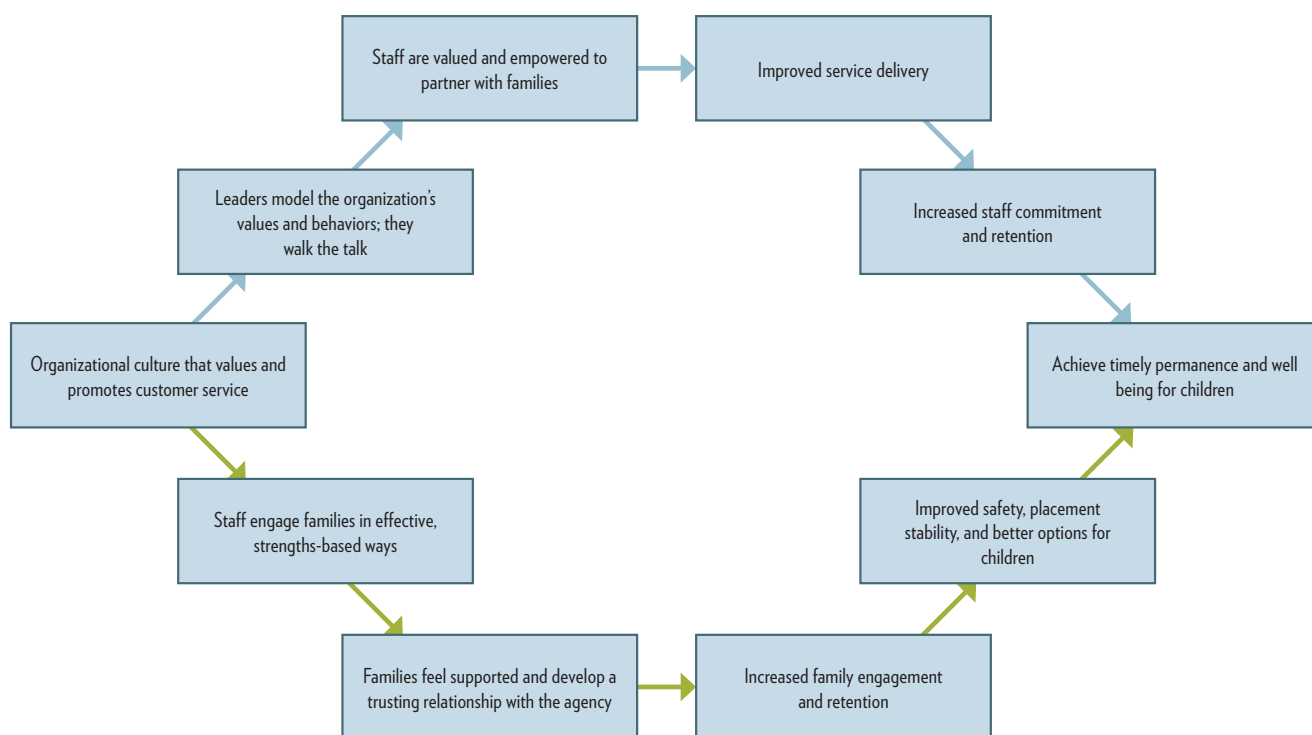 Staff are valued and empowered to
partner with families
Improved service delivery
Leaders model the organization’s
values and behaviors; they
walk the talk
Increased staff commitment
and retention
Organizational culture that values and
promotes customer service
Achieve timely permanence and well
being for children
Staff engage families in effective,
strengths-based ways
Improved safety, placement
stability, and better options for
children
Families feel supported and develop a
trusting relationship with the agency
Increased family engagement
and retention